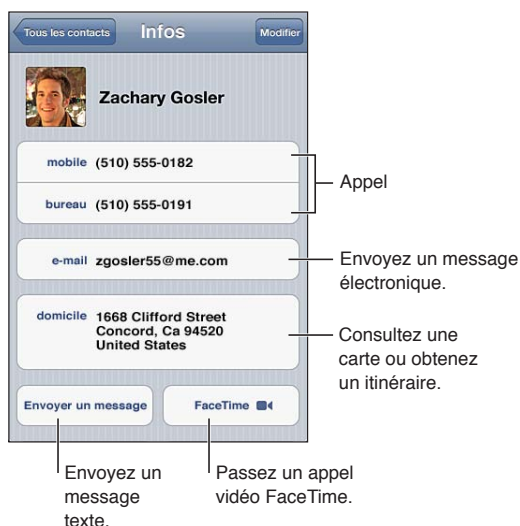 Tous les contacts Infos Modifier
Zachary Gosler
mobile (510) 555-0182
bureau (510) 555-0191
Appel
e-mail zgosler55@me.com
Envoyez un message
électronique.
domicile 1668 Clifford Street
Concord, Ca 94520
United States
Consultez une
carte ou obtenez
un itinéraire.
Envoyer un message FaceTime
Envoyez un
message
texte.
Passez un appel
vidéo FaceTime.